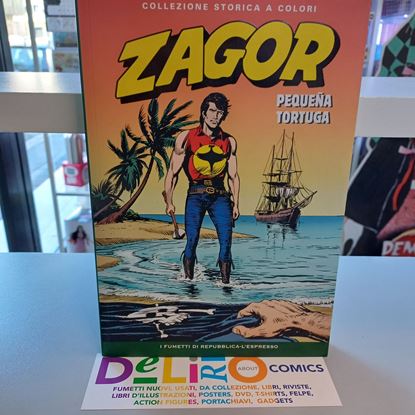 COLLEZIONE STORICA A COLORI
ZAGOR
PEQUEÑA
TORTUGA
I FUMETTI DI REPUBBLICA-L'ESPRESSO
DELIRIO ABOUT COMICS
FUMETTI NUOVI, USATI, DA COLLEZIONE, LIBRI, RIVISTE,
LIBRI D'ILLUSTRAZIONI, POSTERS, DVD, T-SHIRTS, FELPE,
ACTION FIGURES, PORTACHIAVI, GADGETS